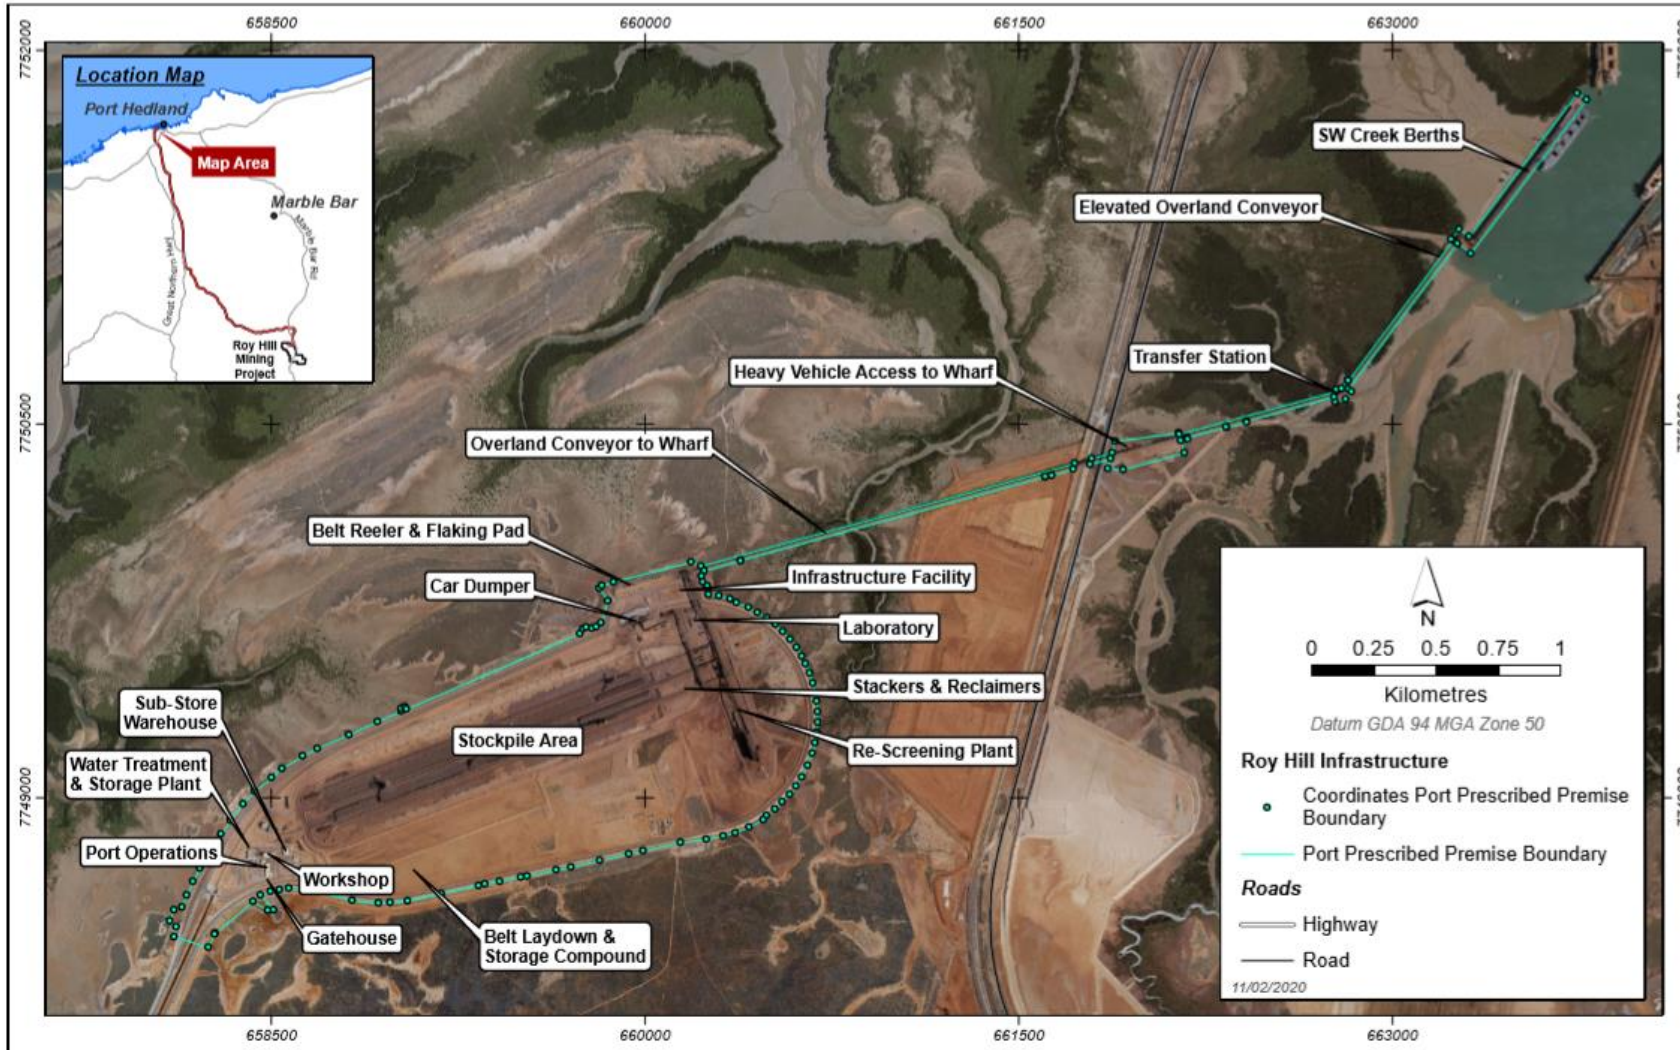 658500
660000
661500
663000
7752000
7750500
7749000
Location Map
Port Hedland
Map Area
Marble Bar
Marble Bar Rd
Great Northern Hwy
Roy Hill
Mining
Project
SW Creek Berths
Elevated Overland Conveyor
Transfer Station
Heavy Vehicle Access to Wharf
Overland Conveyor to Wharf
Belt Reeler & Flaking Pad
Infrastructure Facility
Car Dumper
Laboratory
Stackers & Reclaimers
Sub-Store
Warehouse
Stockpile Area
Re-Screening Plant
Water Treatment
& Storage Plant
Port Operations
Workshop
Gatehouse
Belt Laydown &
Storage Compound
N
0 0.25 0.5 0.75 1
Kilometres
Datum GDA 94 MGA Zone 50
Roy Hill Infrastructure
Coordinates Port Prescribed Premise
Boundary
Port Prescribed Premise Boundary
Roads
Highway
Road
11/02/2020
658500
660000
661500
663000